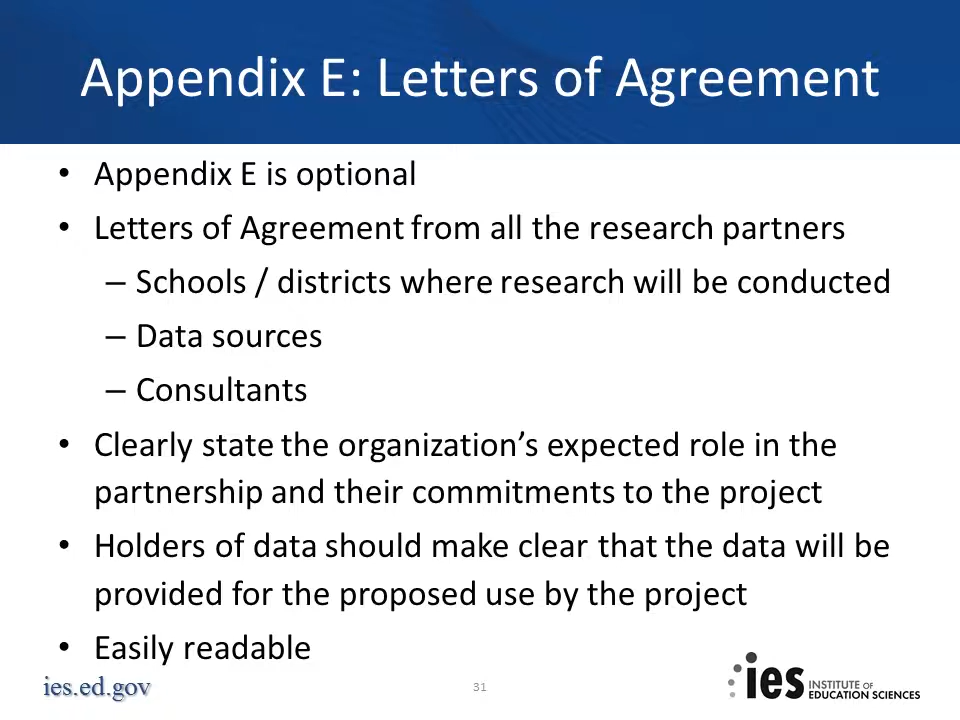 Appendix E: Letters of Agreement
• Appendix E is optional
• Letters of Agreement from all the research partners
– Schools / districts where research will be conducted
– Data sources
– Consultants
• Clearly state the organization’s expected role in the
partnership and their commitments to the project
• Holders of data should make clear that the data will be
provided for the proposed use by the project
• Easily readable
ies.ed.gov
31
ies INSTITUTE OF
EDUCATION SCIENCES